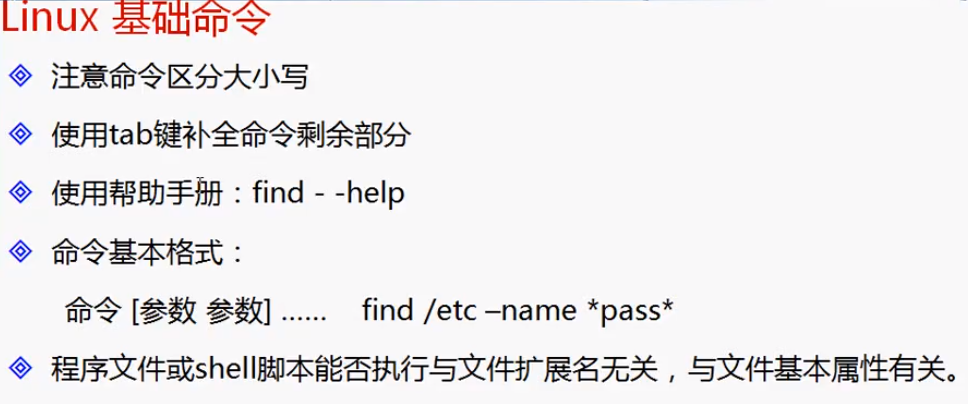 Linux 基础命令
注意命令区分大小写
使用tab键补全命令剩余部分
使用帮助手册：find - -help
命令基本格式：
命令 [参数 参数] …… find /etc –name *pass*
程序文件或shell脚本能否执行与文件扩展名无关，与文件基本属性有关。